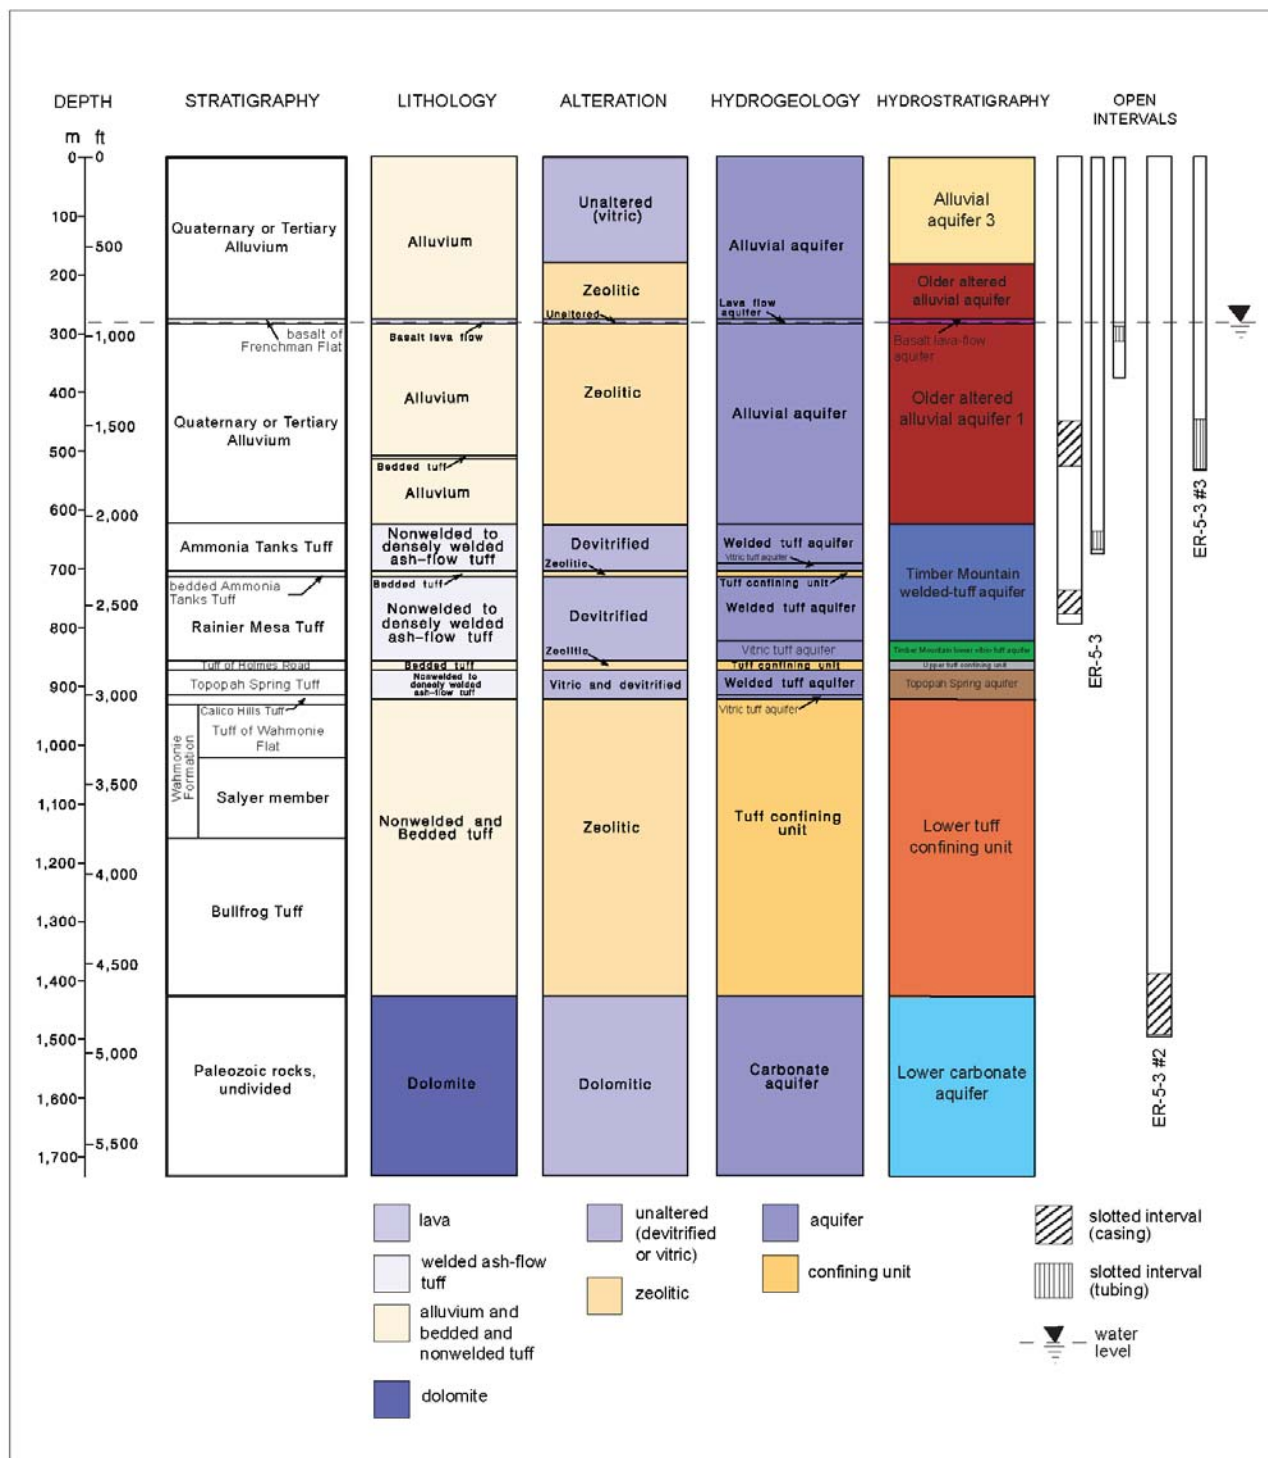 DEPTH
m ft
STRATIGRAPHY
LITHOLOGY
ALTERATION
HYDROGEOLOGY
HYDROSTRATIGRAPHY
OPEN
INTERVALS
0
100
200
300
400
500
600
700
800
900
1,000
1,100
1,200
1,300
1,400
1,500
1,600
1,700
0
500
1,000
1,500
2,000
2,500
3,000
3,500
4,000
4,500
5,000
5,500
Quaternary or Tertiary
Alluvium
basalt of
Frenchman Flat
Quaternary or Tertiary
Alluvium
Ammonia Tanks Tuff
bedded Ammonia
Tanks Tuff
Rainier Mesa Tuff
Tuff of Holmes Road
Topopah Spring Tuff
Calico Hills Tuff
Wahmonie
Formation
Tuff of Wahmonie
Flat
Salyer member
Bullfrog Tuff
Paleozoic rocks,
undivided
Alluvium
Basalt lava flow
Alluvium
Bedded tuff
Alluvium
Nonwelded to
densely welded
ash-flow tuff
Bedded tuff
Nonwelded to
densely welded
ash-flow tuff
Bedded tuff
Nonwelded to
densely welded
ash-flow tuff
Nonwelded and
Bedded tuff
Dolomite
Unaltered
(vitric)
Zeolitic
Unaltered
Zeolitic
Devitrified
Zeolitic
Devitrified
Zeolitic
Vitric and devitrified
Zeolitic
Dolomitic
Alluvial aquifer
Lava flow
aquifer
Alluvial aquifer
Welded tuff aquifer
Vitric tuff aquifer
Tuff confining unit
Welded tuff aquifer
Vitric tuff aquifer
Tuff confining unit
Welded tuff aquifer
Vitric tuff aquifer
Tuff confining
unit
Carbonate
aquifer
Alluvial
aquifer 3
Older altered
alluvial aquifer
Basalt lava-flow
aquifer
Older altered
alluvial aquifer 1
Timber Mountain
welded-tuff aquifer
Timber Mountain lower vitric tuff aquifer
Upper tuff confining unit
Topopah Spring aquifer
Lower tuff
confining unit
Lower carbonate
aquifer
ER-5-3
ER-5-3 #2
ER-5-3 #3
lava
welded ash-flow
tuff
alluvium and
bedded and
nonwelded tuff
dolomite
unaltered
(devitrified
or vitric)
zeolitic
aquifer
confining unit
slotted interval
(casing)
slotted interval
(tubing)
water
level